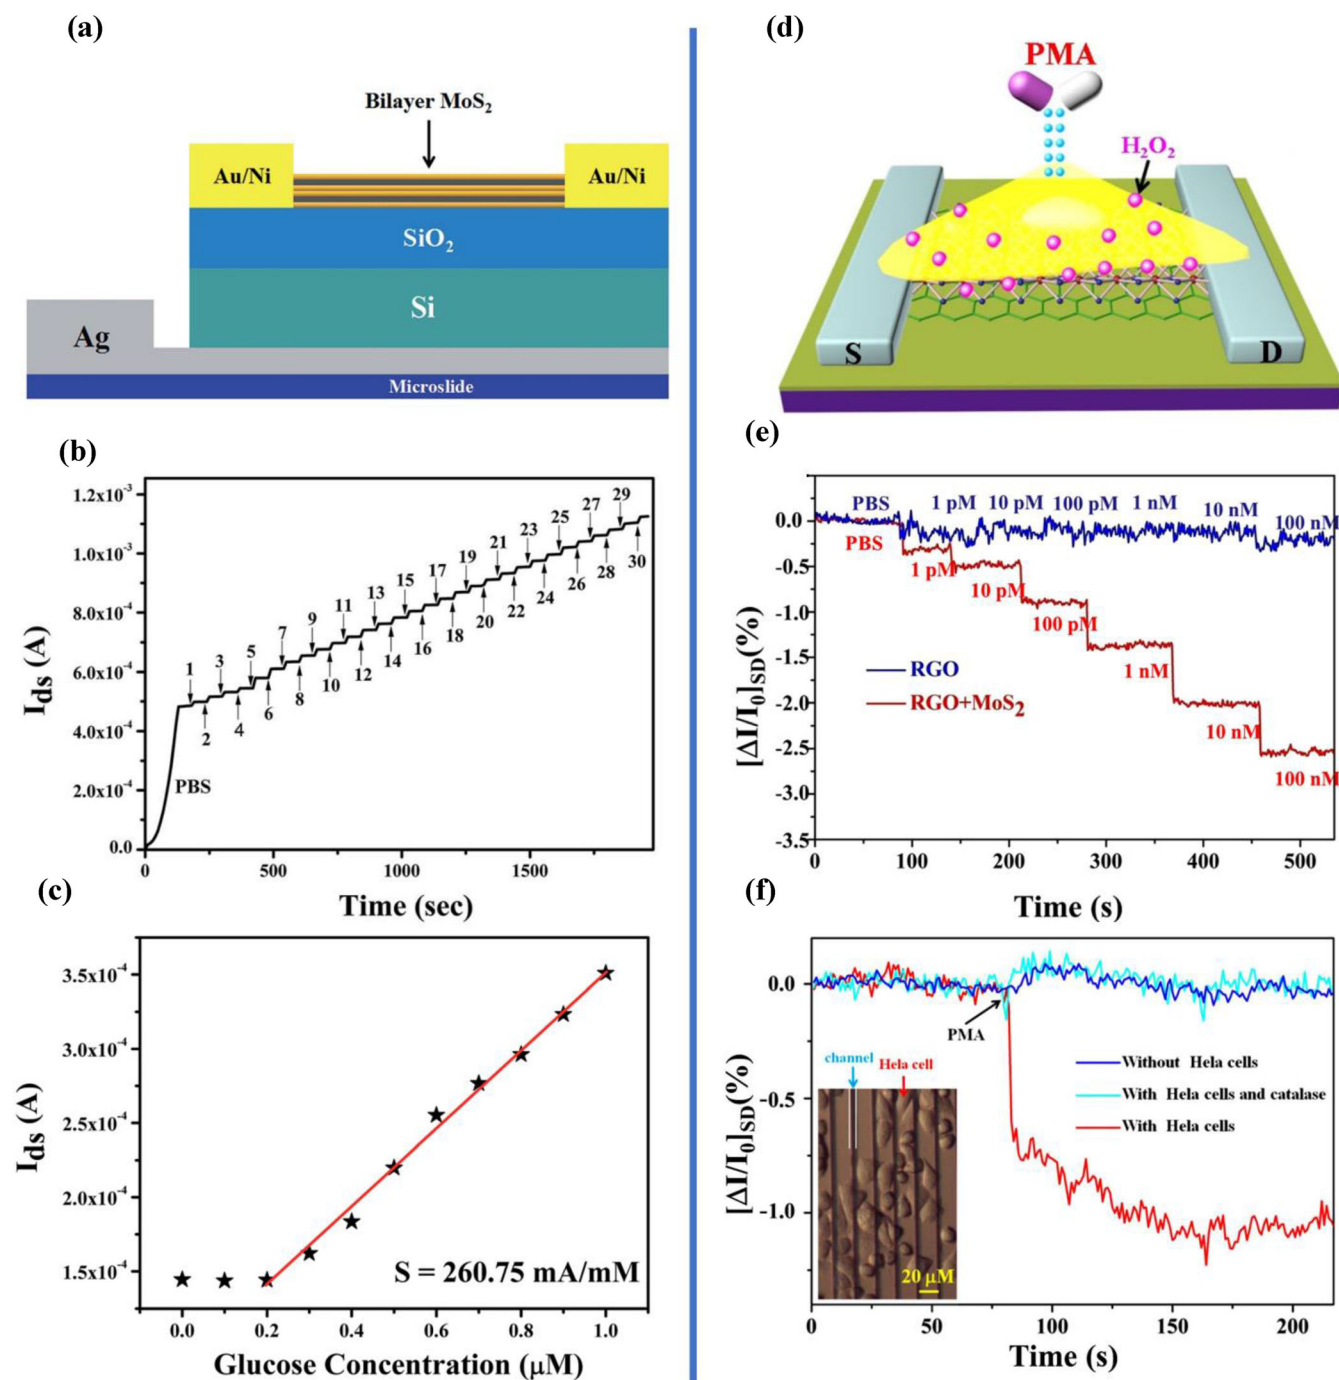 (a)
Bilayer MoS₂
Au/Ni
Au/Ni
SiO₂
Si
Ag
Microslide
(b)
1.2x10⁻³
1.0x10⁻³
8.0x10⁻⁴
6.0x10⁻⁴
4.0x10⁻⁴
2.0x10⁻⁴
0.0
I_ds (A)
PBS
1
2
3
4
5
6
7
8
9
10
11
12
13
14
15
16
17
18
19
20
21
22
23
24
25
26
27
28
29
30
0 500 1000 1500
Time (sec)
(c)
3.5x10⁻⁴
3.0x10⁻⁴
2.5x10⁻⁴
2.0x10⁻⁴
1.5x10⁻⁴
I_ds (A)
S = 260.75 mA/mM
0.0 0.2 0.4 0.6 0.8 1.0
Glucose Concentration (μM)
(d)
PMA
H₂O₂
S
D
(e)
0.0
-0.5
-1.0
-1.5
-2.0
-2.5
-3.0
-3.5
[ΔI/I₀]_SD(%)
PBS 1 pM 10 pM 100 pM 1 nM 10 nM 100 nM
PBS
1 pM
10 pM
100 pM
1 nM
10 nM
100 nM
RGO
RGO+MoS₂
0 100 200 300 400 500
Time (s)
(f)
0.0
-0.5
-1.0
[ΔI/I₀]_SD(%)
PMA
channel
Hela cell
20 μM
Without Hela cells
With Hela cells and catalase
With Hela cells
0 50 100 150 200
Time (s)